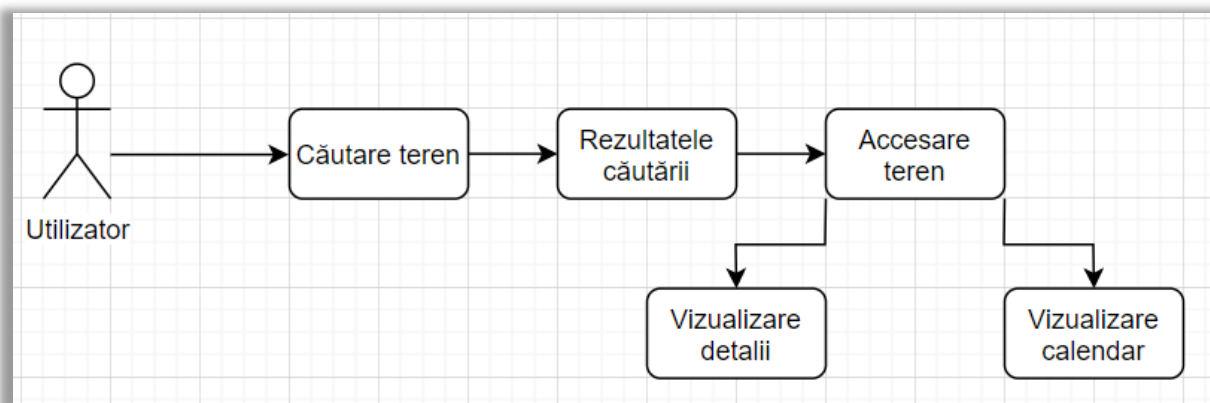 Utilizator
Căutare teren
Rezultatele
căutării
Accesare
teren
Vizualizare
detalii
Vizualizare
calendar